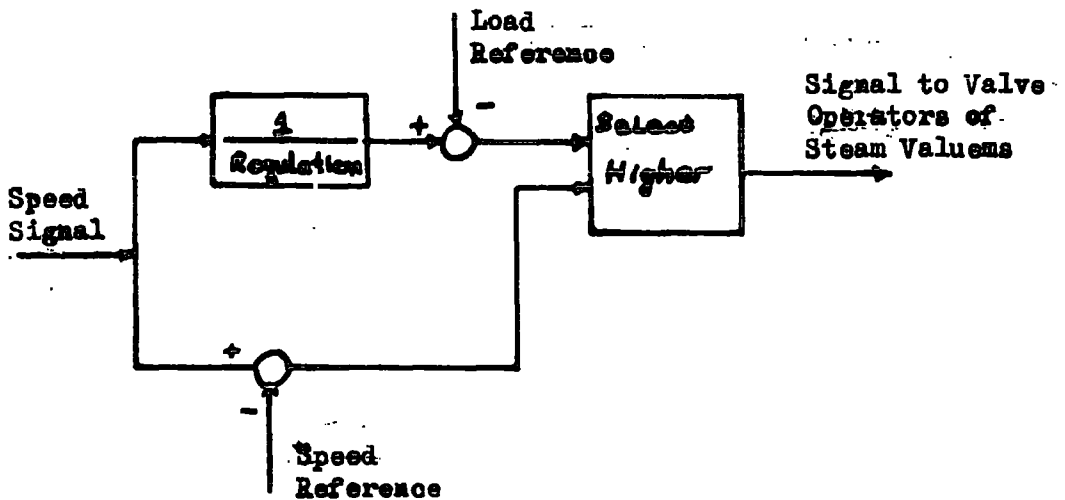 Load
Reference
-
Signal to Valve
Operators of
Steam Valuems
1
Regulation
+
Select
Higher
Speed
Signal
+
-
Speed
Reference